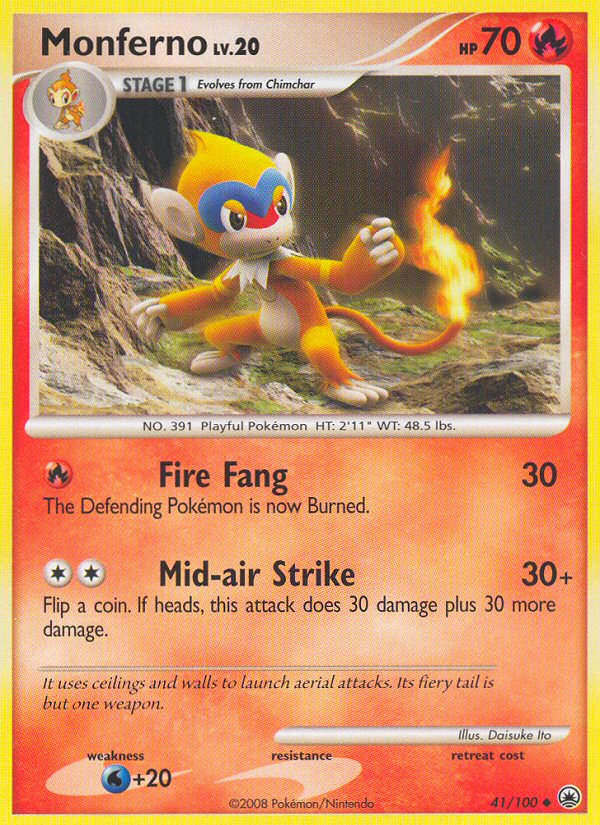 Monferno LV.20
HP 70
STAGE 1 Evolves from Chimchar
NO. 391 Playful Pokémon HT: 2'11" WT: 48.5 lbs.
Fire Fang 30
The Defending Pokémon is now Burned.
Mid-air Strike 30+
Flip a coin. If heads, this attack does 30 damage plus 30 more
damage.
It uses ceilings and walls to launch aerial attacks. Its fiery tail is
but one weapon.
Illus. Daisuke Ito
weakness resistance retreat cost
+20
©2008 Pokémon/Nintendo 41/100